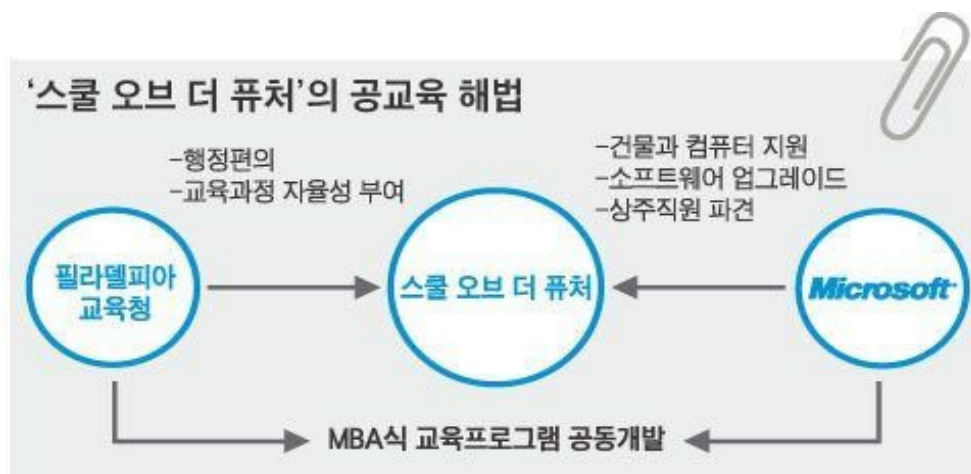 ‘스쿨 오브 더 퓨처’의 공교육 해법
-행정편의
-교육과정 자율성 부여
-건물과 컴퓨터 지원
-소프트웨어 업그레이드
-상주직원 파견
필라델피아
교육청
스쿨 오브 더 퓨처
Microsoft
MBA식 교육프로그램 공동개발